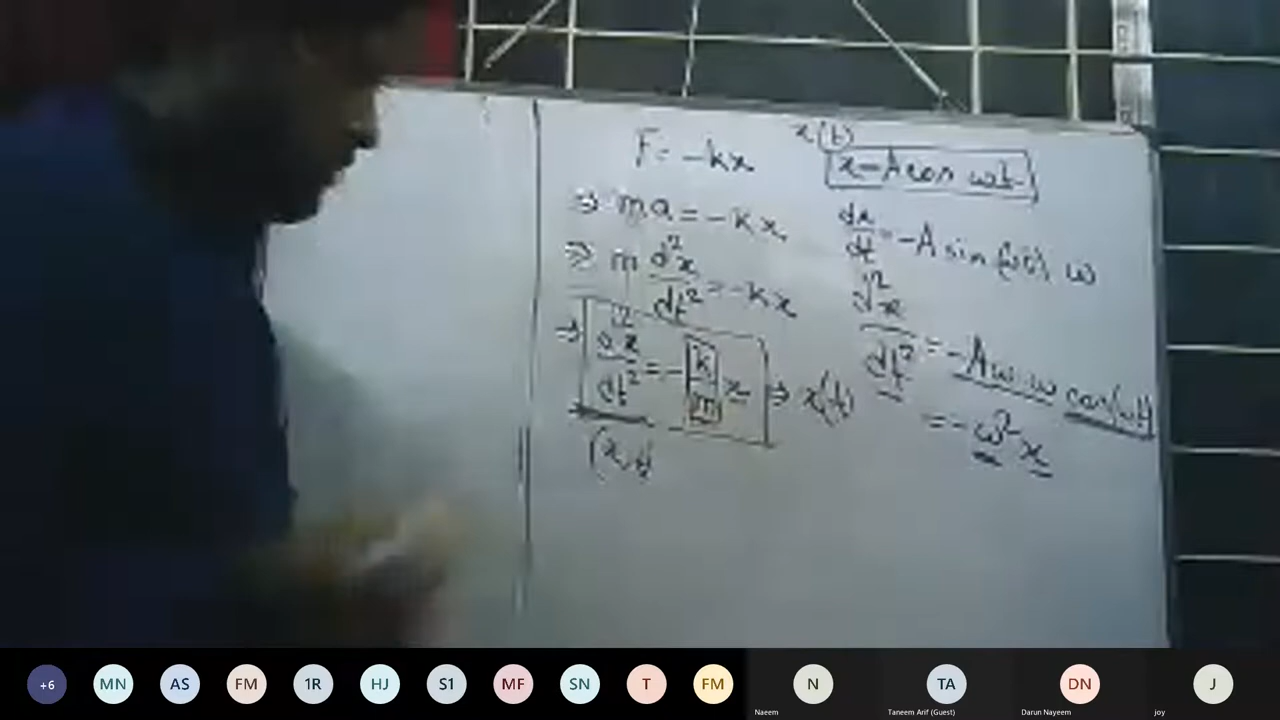 F = -kx
⇒ ma = -kx
⇒ m d²x/dt² = -kx
⇒ d²x/dt² = -k/m x ⇒ x(t)
(x, t)
x(t)
x = A cos ωt
dx/dt = -A sin(ωt) ω
d²x/dt² = -Aω.ω cos(ωt)
= -ω² x
+6 MN AS FM 1R HJ S1 MF SN T FM N TA DN J
Naeem Taneem Arif (Guest) Darun Nayeem joy